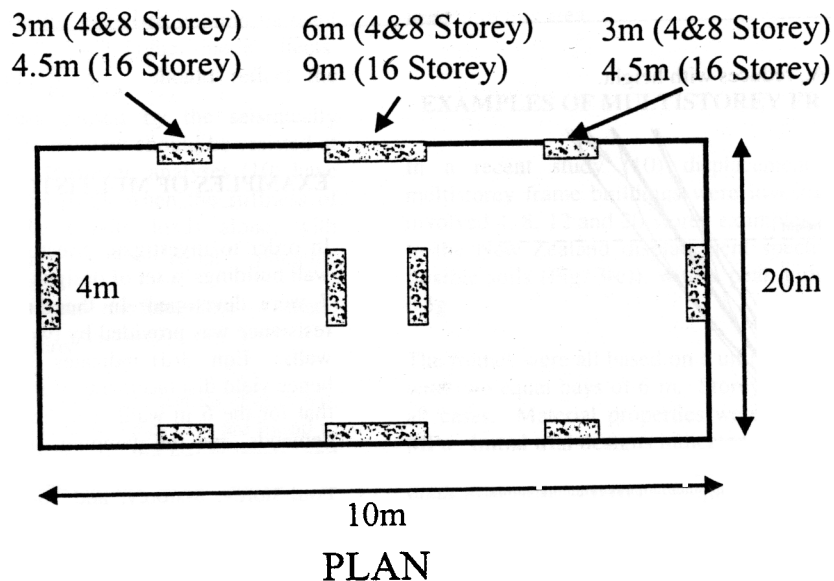 3m (4&8 Storey)
4.5m (16 Storey)
6m (4&8 Storey)
9m (16 Storey)
3m (4&8 Storey)
4.5m (16 Storey)
4m
20m
10m
PLAN